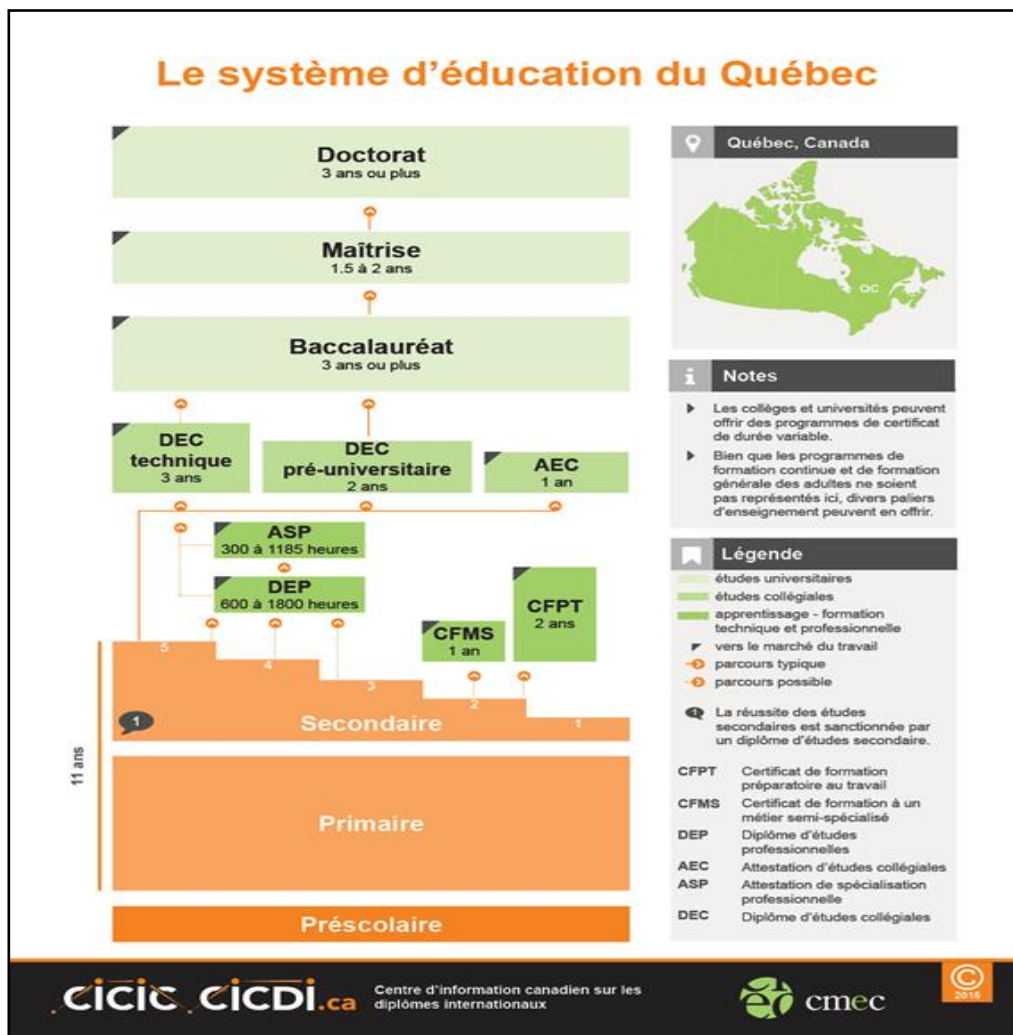 Le système d'éducation du Québec
Doctorat
3 ans ou plus
Maîtrise
1.5 à 2 ans
Baccalauréat
3 ans ou plus
DEC
technique
3 ans
DEC
pré-universitaire
2 ans
AEC
1 an
ASP
300 à 1185 heures
DEP
600 à 1800 heures
CFMS
1 an
CFPT
2 ans
5
4
3
2
1
1
Secondaire
11 ans
Primaire
Préscolaire
Québec, Canada
QC
i Notes
Les collèges et universités peuvent
offrir des programmes de certificat
de durée variable.
Bien que les programmes de
formation continue et de formation
générale des adultes ne soient
pas représentés ici, divers paliers
d'enseignement peuvent en offrir.
Légende
études universitaires
études collégiales
apprentissage - formation
technique et professionnelle
vers le marché du travail
parcours typique
parcours possible
1 La réussite des études
secondaires est sanctionnée par
un diplôme d'études secondaire.
CFPT Certificat de formation
préparatoire au travail
CFMS Certificat de formation à un
métier semi-spécialisé
DEP Diplôme d'études
professionnelles
AEC Attestation d'études collégiales
ASP Attestation de spécialisation
professionnelle
DEC Diplôme d'études collégiales
CICIC CICDI.ca
Centre d'information canadien sur les
diplômes internationaux
cmec
©
2016